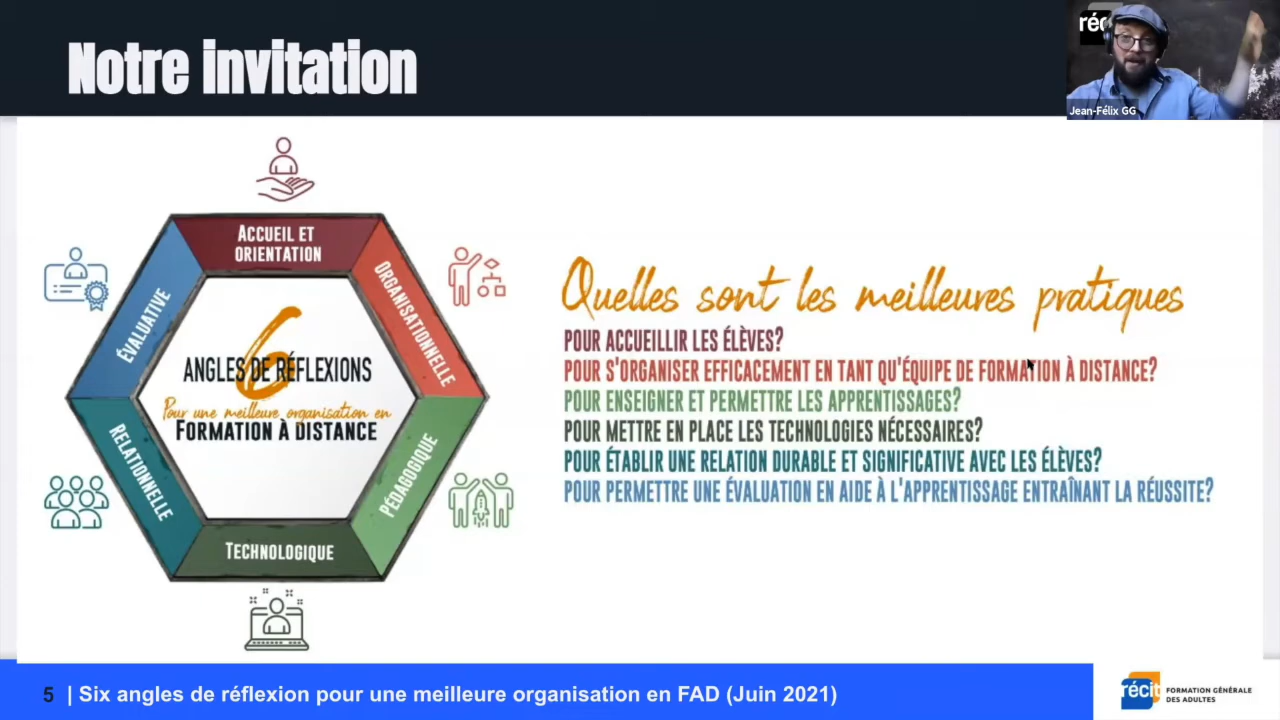 Notre invitation
réc
Jean-Félix GG
ACCUEIL ET
ORIENTATION
ORGANISATIONNELLE
ÉVALUATIVE
6
ANGLES DE RÉFLEXIONS
Pour une meilleure organisation en
FORMATION À DISTANCE
RELATIONNELLE
PÉDAGOGIQUE
TECHNOLOGIQUE
Quelles sont les meilleures pratiques
POUR ACCUEILLIR LES ÉLÈVES?
POUR S'ORGANISER EFFICACEMENT EN TANT QU'ÉQUIPE DE FORMATION À DISTANCE?
POUR ENSEIGNER ET PERMETTRE LES APPRENTISSAGES?
POUR METTRE EN PLACE LES TECHNOLOGIES NÉCESSAIRES?
POUR ÉTABLIR UNE RELATION DURABLE ET SIGNIFICATIVE AVEC LES ÉLÈVES?
POUR PERMETTRE UNE ÉVALUATION EN AIDE À L'APPRENTISSAGE ENTRAÎNANT LA RÉUSSITE?
5 | Six angles de réflexion pour une meilleure organisation en FAD (Juin 2021)
récit
FORMATION GÉNÉRALE
DES ADULTES